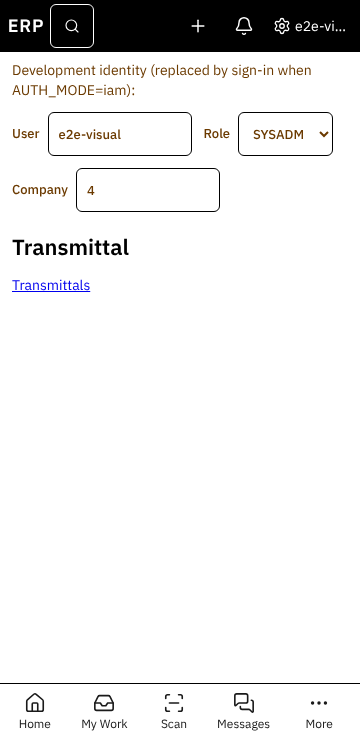 ERP
e2e-vi...
Development identity (replaced by sign-in when
AUTH_MODE=iam):
User e2e-visual Role SYSADM
Company 4
Transmittal
Transmittals
Home My Work Scan Messages More